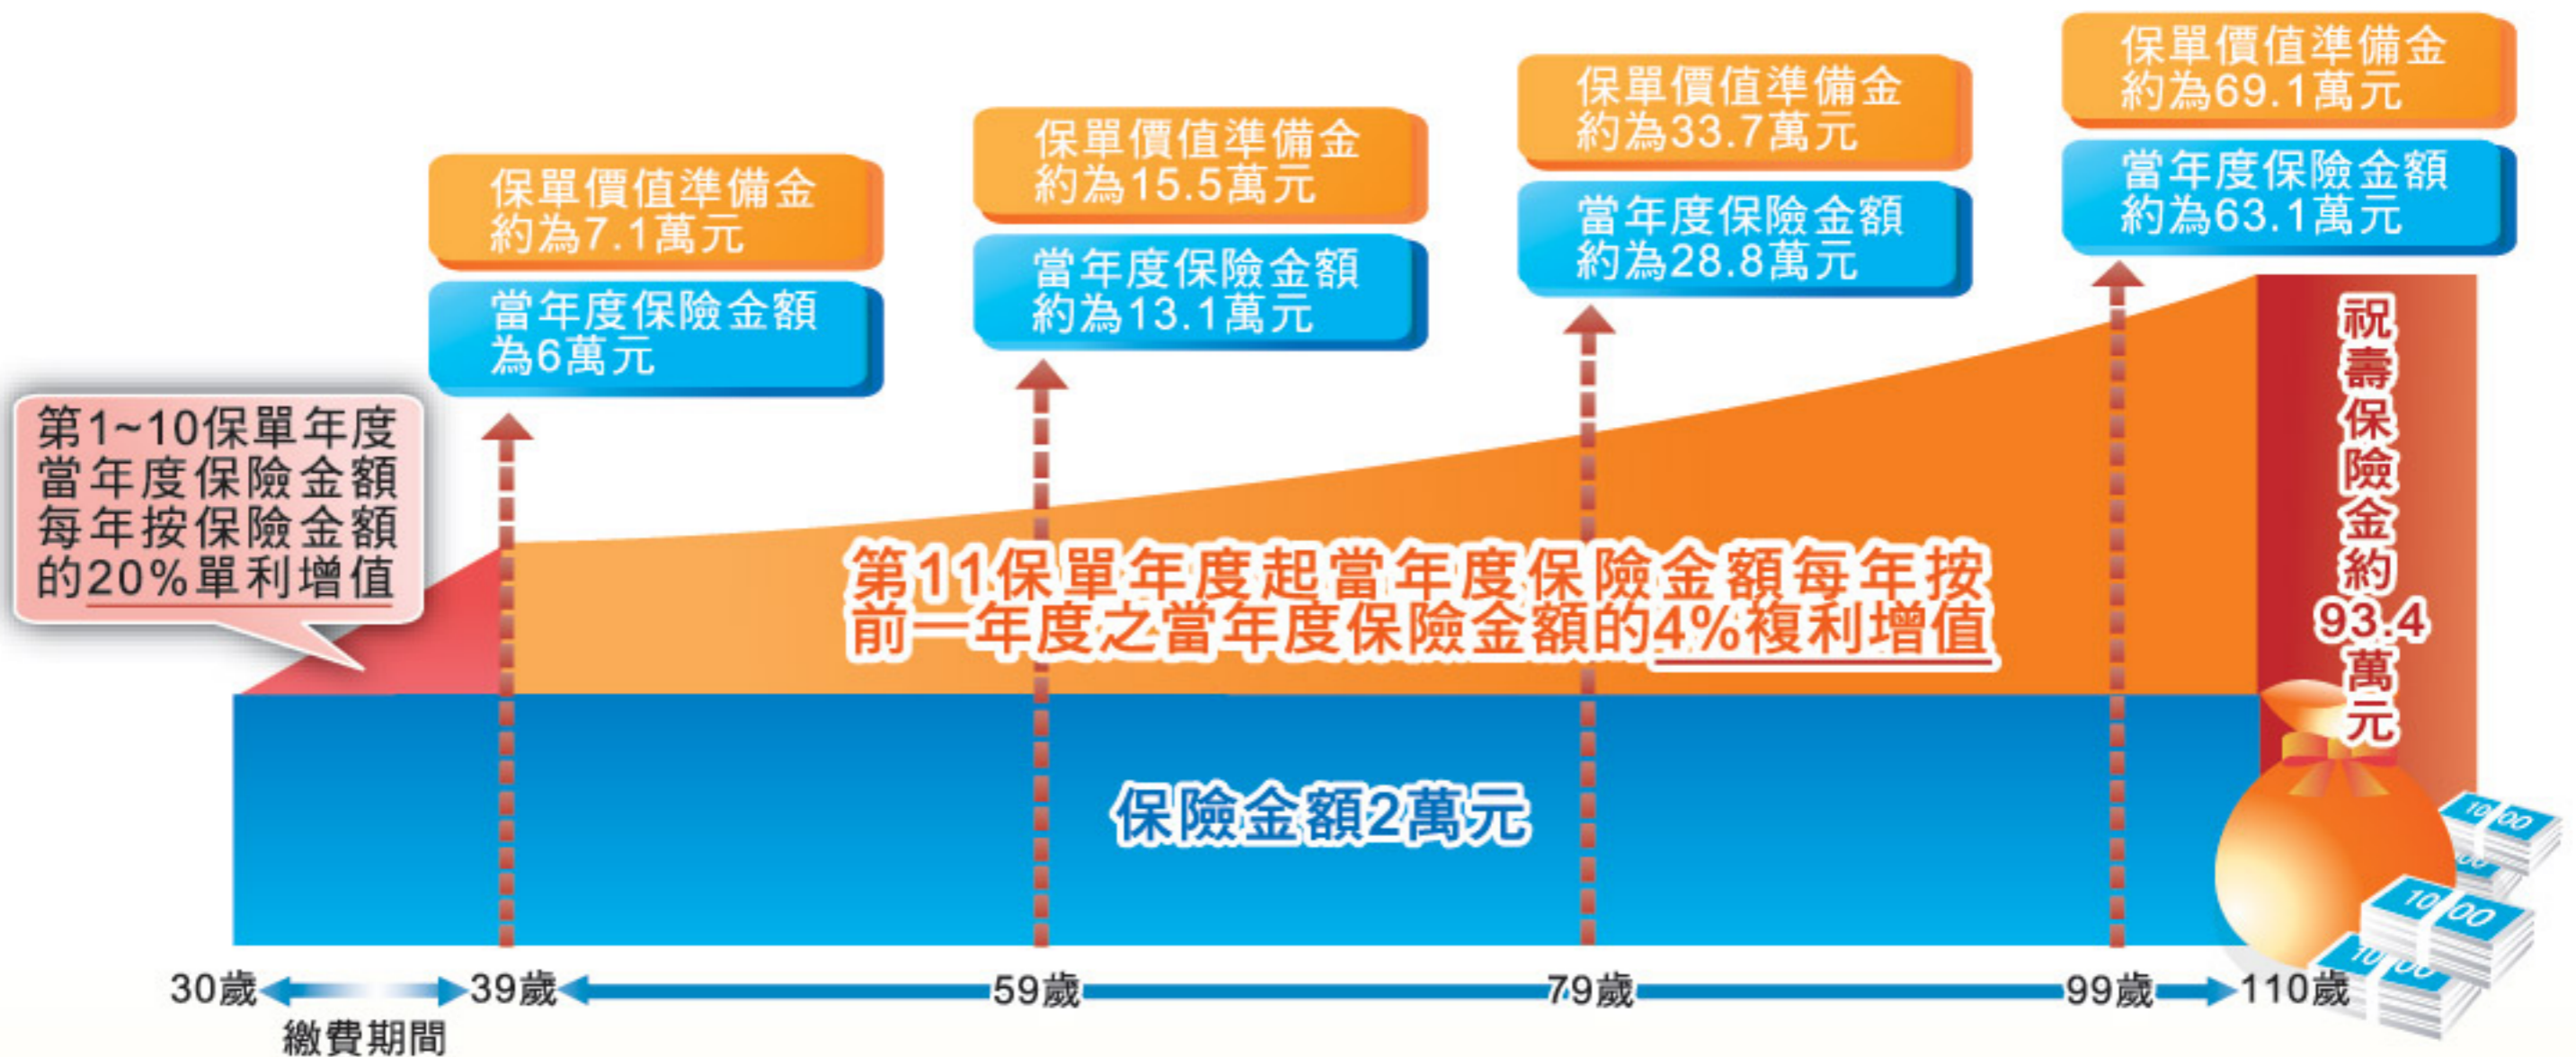 保單價值準備金
約為69.1萬元
當年度保險金額
約為63.1萬元
保單價值準備金
約為33.7萬元
當年度保險金額
約為28.8萬元
保單價值準備金
約為15.5萬元
當年度保險金額
約為13.1萬元
保單價值準備金
約為7.1萬元
當年度保險金額
為6萬元
第1~10保單年度
當年度保險金額
每年按保險金額
的20%單利增值
第11保單年度起當年度保險金額每年按
前一年度之當年度保險金額的4%複利增值
祝壽保險金約93.4萬元
保險金額2萬元
30歲
39歲
59歲
79歲
99歲
110歲
繳費期間